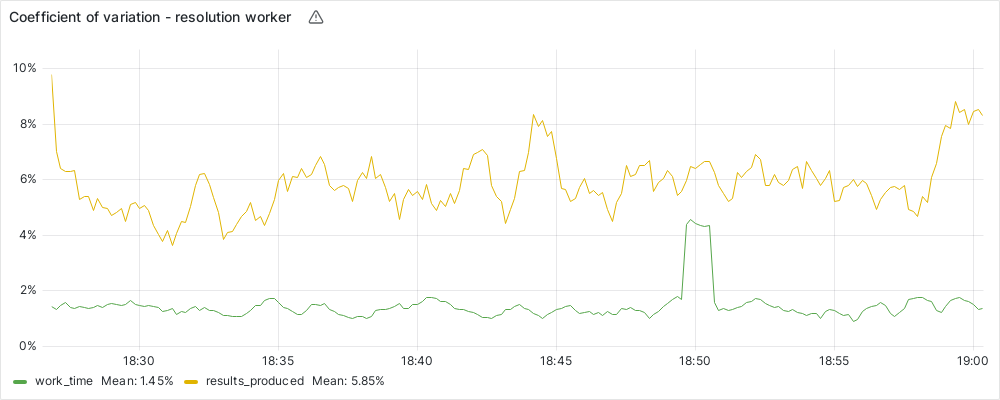 Coefficient of variation - resolution worker
10%
8%
6%
4%
2%
0%
18:30 18:35 18:40 18:45 18:50 18:55 19:00
work_time Mean: 1.45% results_produced Mean: 5.85%